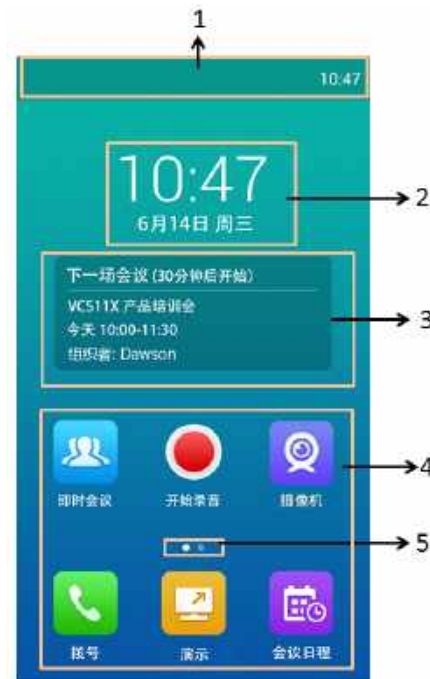 1
10:47
10:47
2
6月14日 周三
下一场会议 (30分钟后开始)
VC511X 产品培训会
3
今天 10:00-11:30
组织者: Dawson
4
即时会议 开始录音 摄像机
5
拨号 演示 会议日程